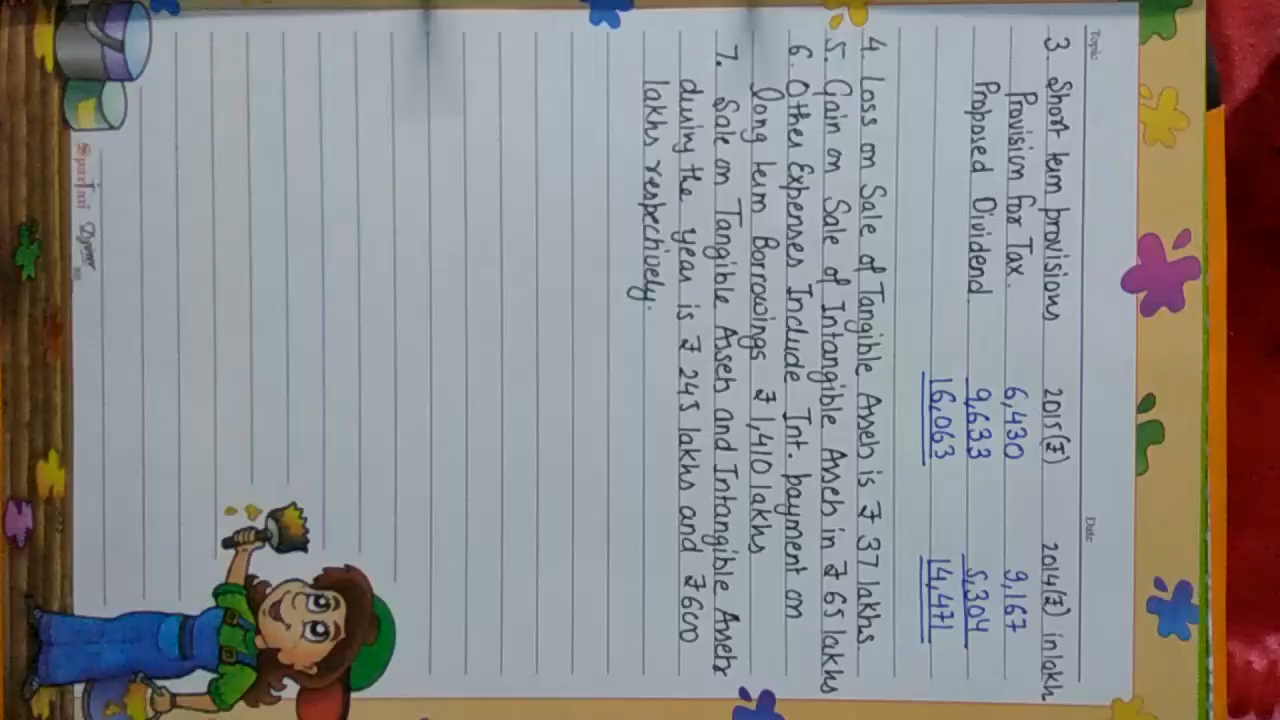 Topic Date
3. Short term provisions 2015(₹) 2014(₹) in lakh
Provision for Tax. 6,430 9,167
Proposed Dividend 9,633 5,304
16,063 14,471
4. Loss on Sale of Tangible Assets is ₹ 37 lakhs.
5. Gain on Sale of Intangible Assets in ₹ 65 lakhs
6. Other Expenses Include Int. payment on
long term Borrowings ₹ 1,410 lakhs
7. Sale on Tangible Assets and Intangible Assets
during the year is ₹ 245 lakhs and ₹ 600
lakhs respectively.